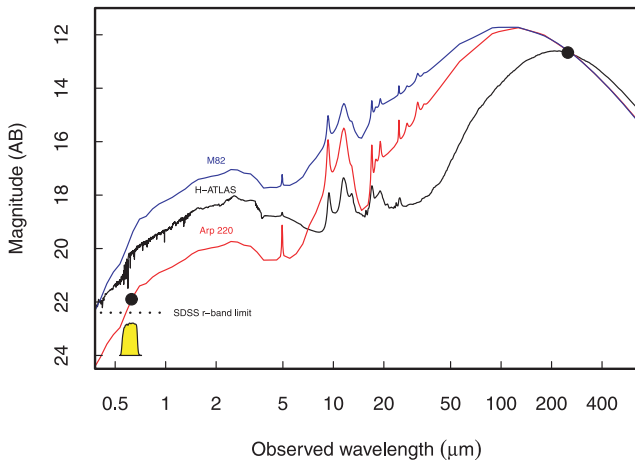 12
14
16
18
20
22
24
Magnitude (AB)
M82
H−ATLAS
Arp 220
SDSS r−band limit
0.5 1 2 5 10 20 50 100 200 400
Observed wavelength (μm)